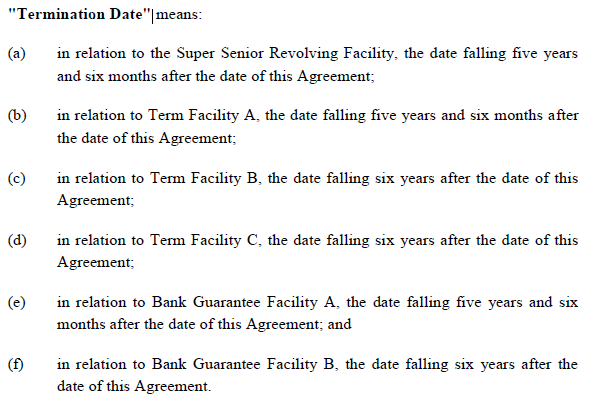 "Termination Date" means:
(a) in relation to the Super Senior Revolving Facility, the date falling five years
and six months after the date of this Agreement;
(b) in relation to Term Facility A, the date falling five years and six months after
the date of this Agreement;
(c) in relation to Term Facility B, the date falling six years after the date of this
Agreement;
(d) in relation to Term Facility C, the date falling six years after the date of this
Agreement;
(e) in relation to Bank Guarantee Facility A, the date falling five years and six
months after the date of this Agreement; and
(f) in relation to Bank Guarantee Facility B, the date falling six years after the
date of this Agreement.